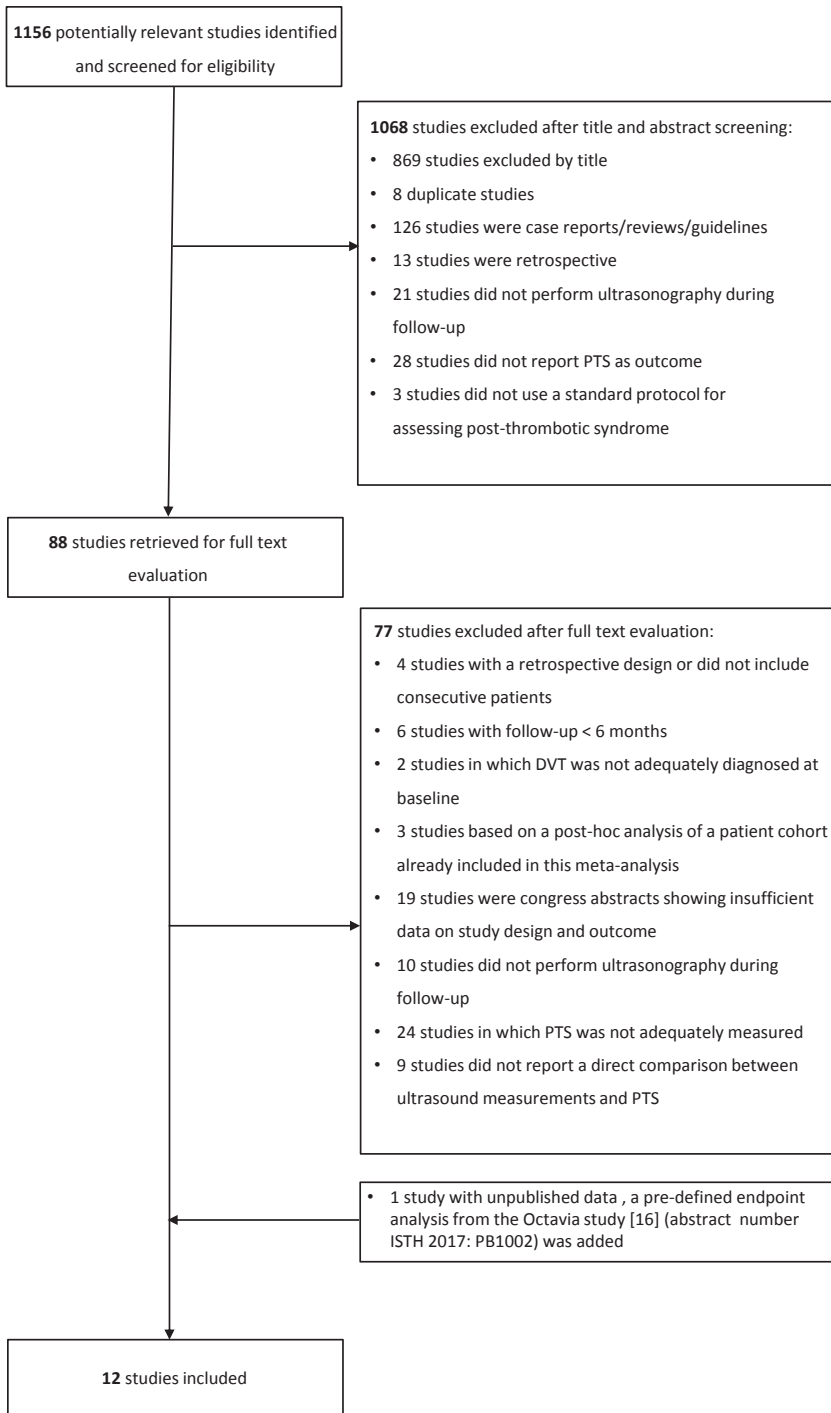 1156 potentially relevant studies identified
and screened for eligibility
1068 studies excluded after title and abstract screening:
• 869 studies excluded by title
• 8 duplicate studies
• 126 studies were case reports/reviews/guidelines
• 13 studies were retrospective
• 21 studies did not perform ultrasonography during
follow-up
• 28 studies did not report PTS as outcome
• 3 studies did not use a standard protocol for
assessing post-thrombotic syndrome
88 studies retrieved for full text
evaluation
77 studies excluded after full text evaluation:
• 4 studies with a retrospective design or did not include
consecutive patients
• 6 studies with follow-up < 6 months
• 2 studies in which DVT was not adequately diagnosed at
baseline
• 3 studies based on a post-hoc analysis of a patient cohort
already included in this meta-analysis
• 19 studies were congress abstracts showing insufficient
data on study design and outcome
• 10 studies did not perform ultrasonography during
follow-up
• 24 studies in which PTS was not adequately measured
• 9 studies did not report a direct comparison between
ultrasound measurements and PTS
• 1 study with unpublished data , a pre-defined endpoint
analysis from the Octavia study [16] (abstract number
ISTH 2017: PB1002) was added
12 studies included